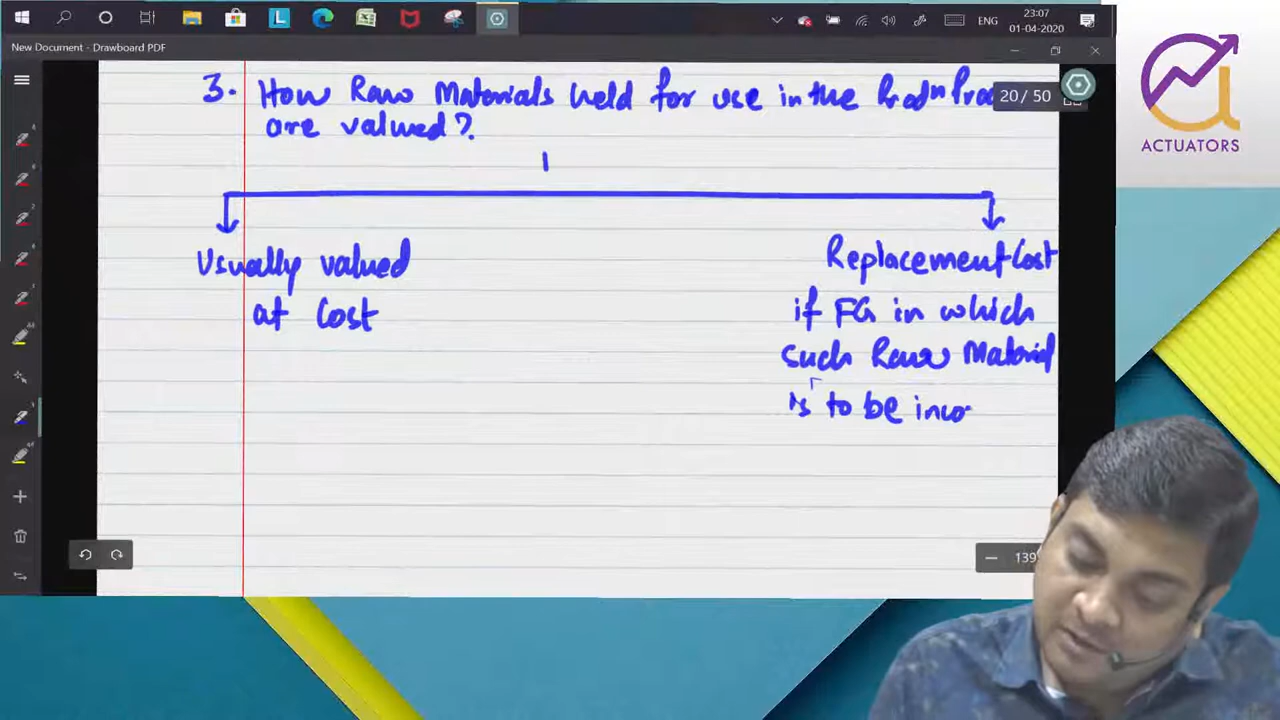 23:07
ENG
01-04-2020
New Document - Drawboard PDF
3. How Raw Materials held for use in the Prodn
20 / 50
are valued?
Usually valued
at Cost
Replacement Cost
if FG in which
such Raw Material
is to be inco
139
ACTUATORS